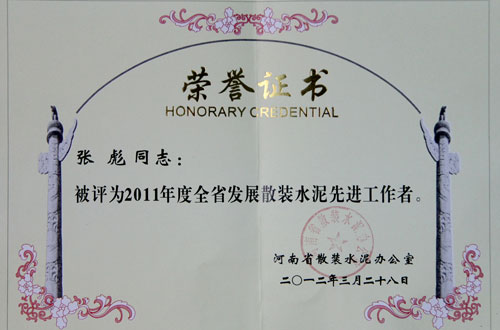 荣誉证书
HONORARY CREDENTIAL
张彪同志：
被评为2011年度全省发展散装水泥先进工作者。
河南省散装水泥办公室
二〇一二年三月二十八日